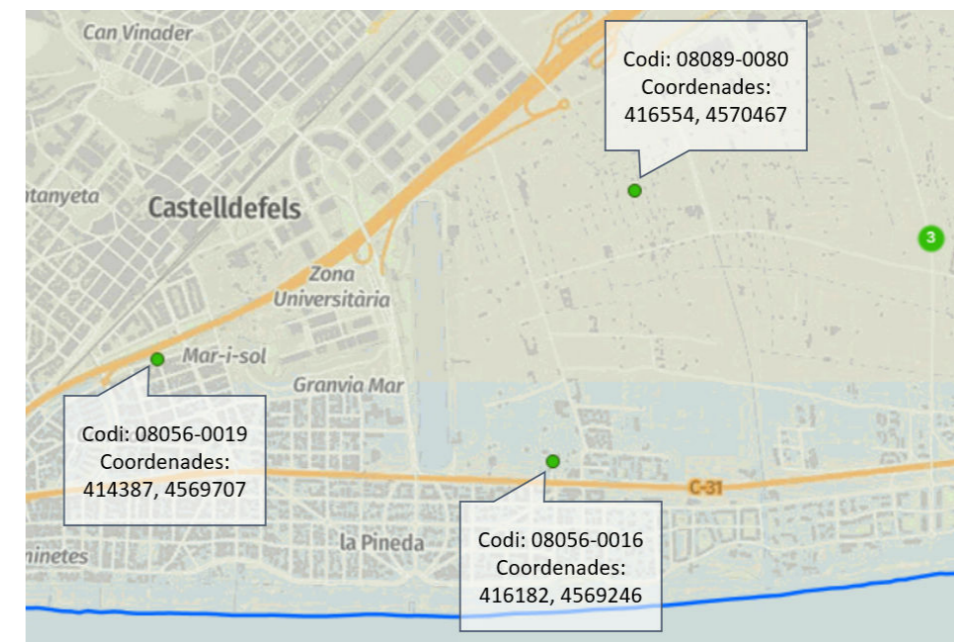 Can Vinader
Codi: 08089-0080
Coordenades:
416554, 4570467
ntanyeta
Castelldefels
3
Zona
Universitària
Mar-i-sol
Granvia Mar
Codi: 08056-0019
Coordenades:
414387, 4569707
C-31
la Pineda
Codi: 08056-0016
Coordenades:
416182, 4569246
minetes